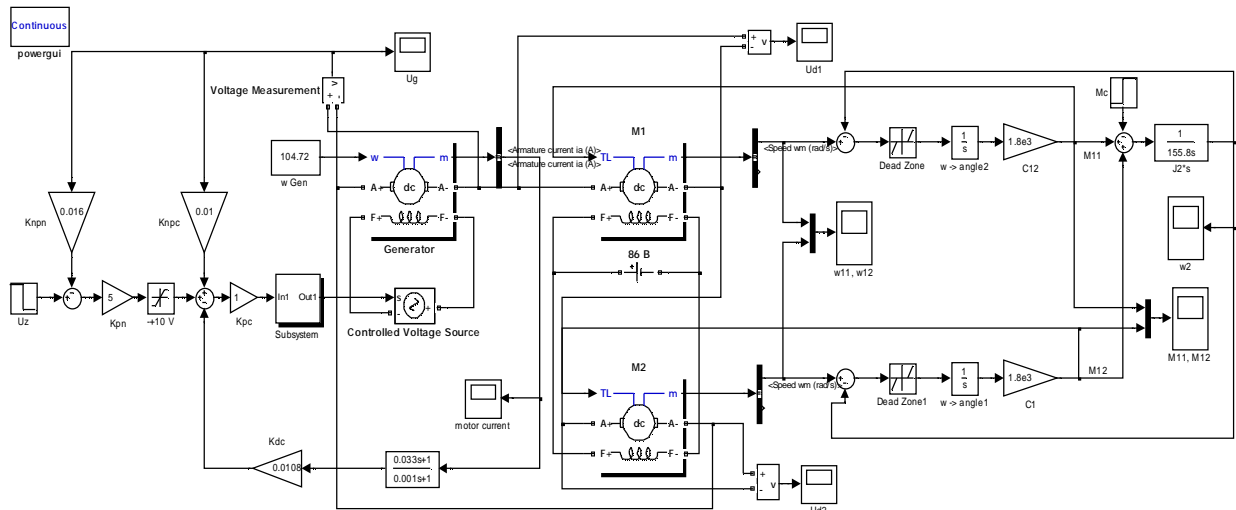 Continuous
powergui
Ug
Voltage Measurement
v
+ -
+
-
v
Ud1
M1
<Armature current ia (A)>
<Armature current ia (A)>
104.72
w Gen
w
m
A+
dc
A-
F+
F-
Generator
TL
m
A+
dc
A-
F+
F-
<Speed wm (rad/s)>
Dead Zone
1
s
w -> angle2
1.8e3
C12
M11
Mc
1
155.8s
J2*s
Knpn
0.016
Knpc
0.01
w11, w12
w2
86 B
+
Uz
5
Kpn
-+10 V
1
Kpc
In1
Out1
Subsystem
s
-
+
Controlled Voltage Source
M11, M12
M2
TL
m
A+
dc
A-
F+
F-
<Speed wm (rad/s)>
Dead Zone1
1
s
w -> angle1
1.8e3
C1
M12
motor current
Kdc
0.0108
0.033s+1
0.001s+1
+
-
v
Ud2